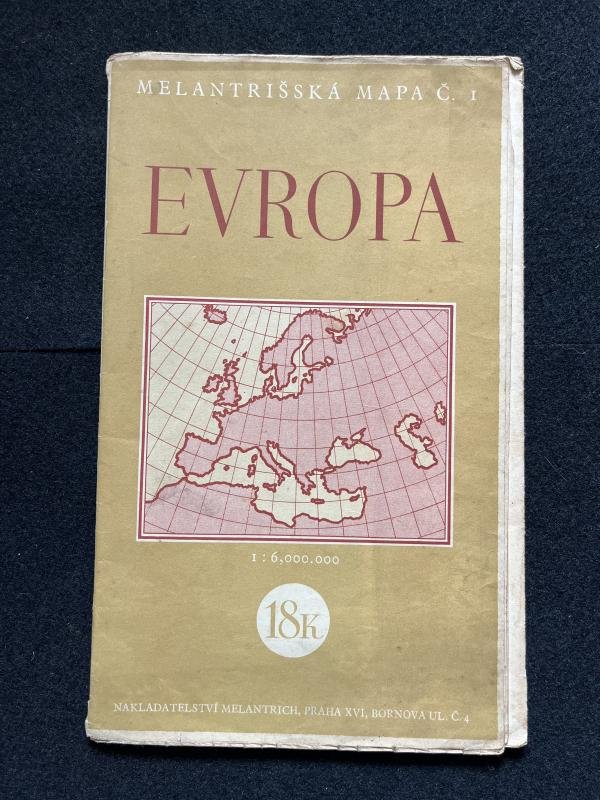 MELANTRIŠSKÁ MAPA Č. 1
EVROPA
1 : 6,000.000
18K
NAKLADATELSTVÍ MELANTRICH, PRAHA XVI, BORNOVA UL. Č. 4